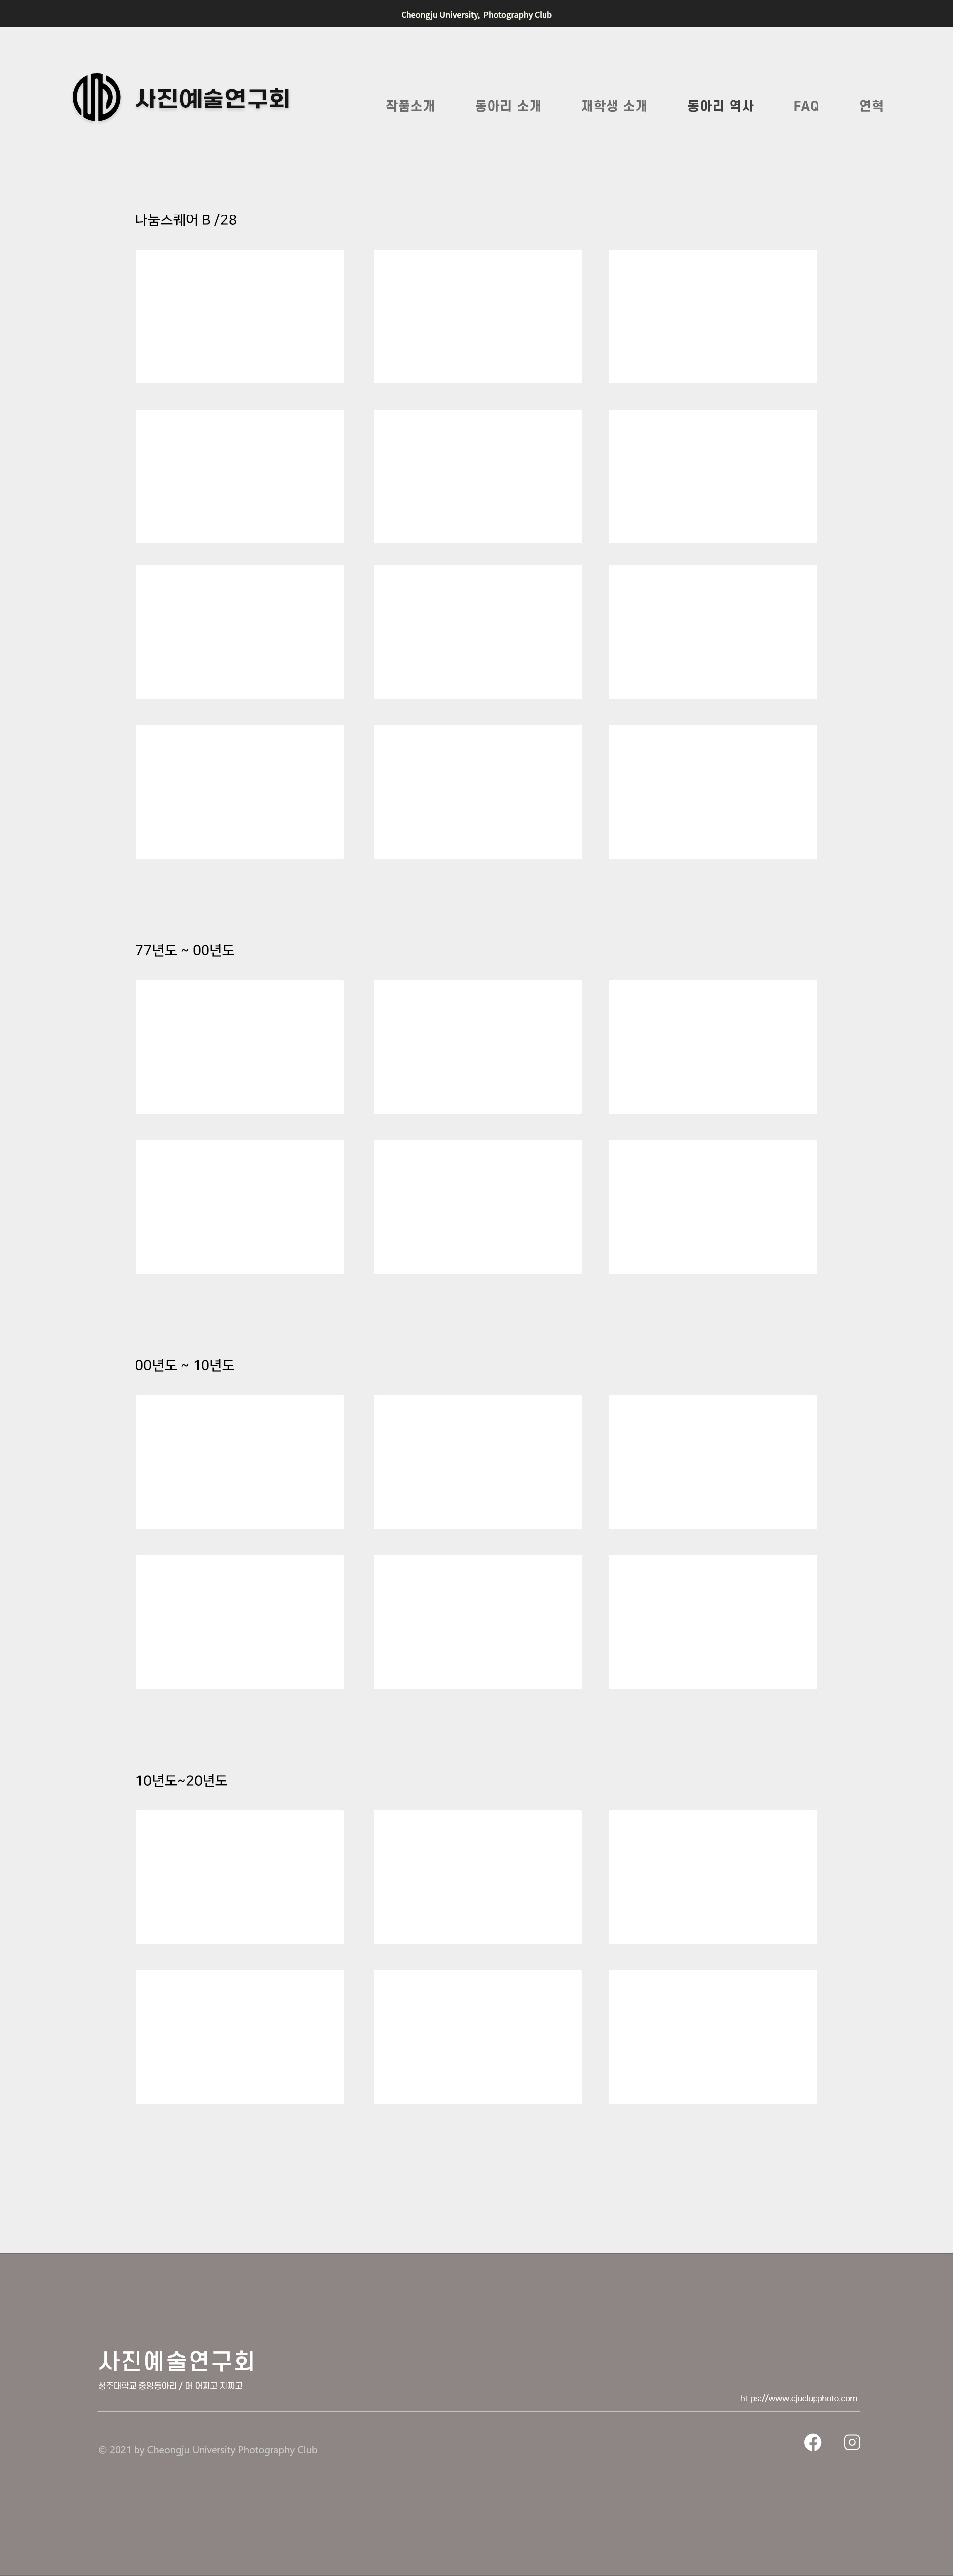 Cheongju University, Photography Club
사진예술연구회
작품소개 동아리 소개 재학생 소개 동아리 역사 FAQ 연혁
나눔스퀘어 B /28
77년도 ~ 00년도
00년도 ~ 10년도
10년도~20년도
사진예술연구회
청주대학교 중앙동아리 / 머 어찌고 저찌고
https://www.cjuclupphoto.com
© 2021 by Cheongju University Photography Club